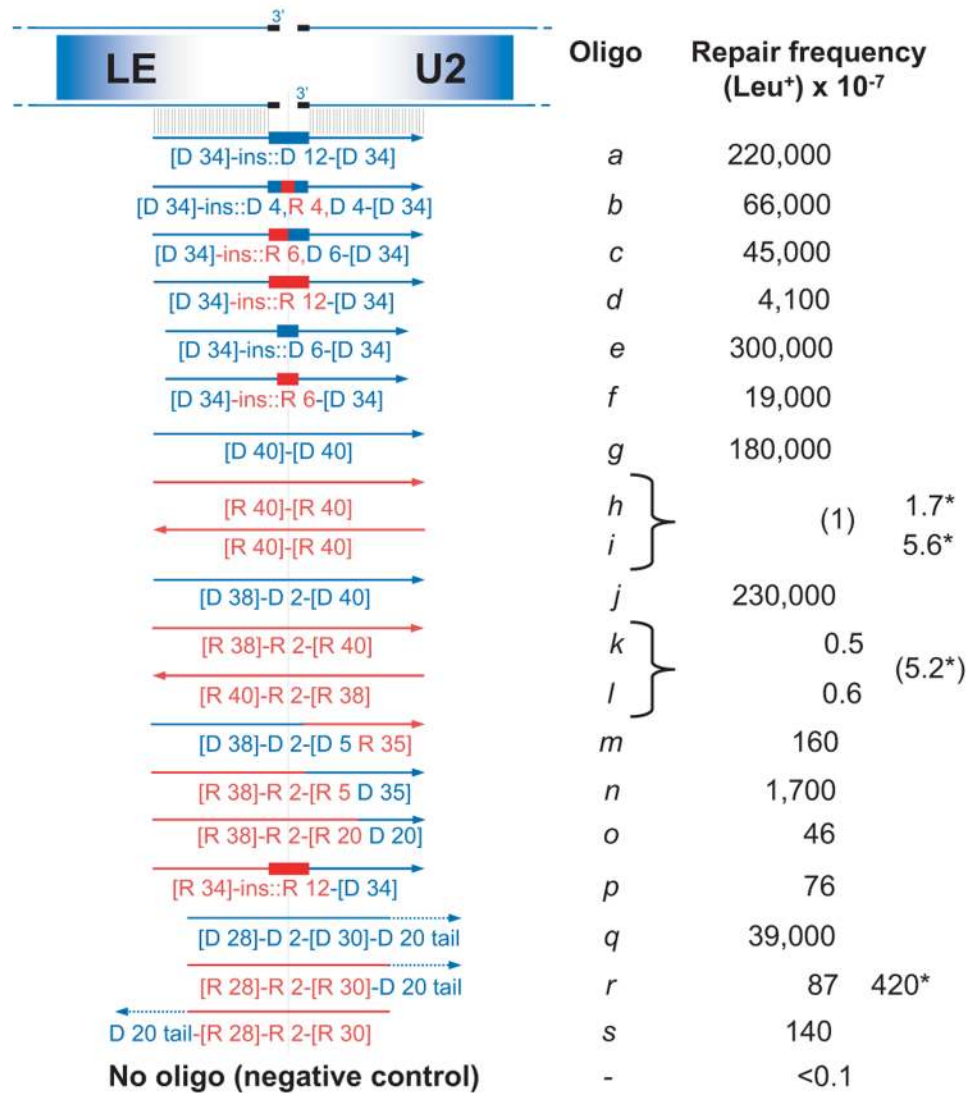 3'
LE U2
3'
Oligo Repair frequency
(Leu⁺) x 10⁻⁷
[D 34]-ins::D 12-[D 34] a 220,000
[D 34]-ins::D 4,R 4,D 4-[D 34] b 66,000
[D 34]-ins::R 6,D 6-[D 34] c 45,000
[D 34]-ins::R 12-[D 34] d 4,100
[D 34]-ins::D 6-[D 34] e 300,000
[D 34]-ins::R 6-[D 34] f 19,000
[D 40]-[D 40] g 180,000
[R 40]-[R 40] h (1) 1.7*
[R 40]-[R 40] i 5.6*
[D 38]-D 2-[D 40] j 230,000
[R 38]-R 2-[R 40] k 0.5 (5.2*)
[R 40]-R 2-[R 38] l 0.6
[D 38]-D 2-[D 5 R 35] m 160
[R 38]-R 2-[R 5 D 35] n 1,700
[R 38]-R 2-[R 20 D 20] o 46
[R 34]-ins::R 12-[D 34] p 76
[D 28]-D 2-[D 30]-D 20 tail q 39,000
[R 28]-R 2-[R 30]-D 20 tail r 87 420*
D 20 tail-[R 28]-R 2-[R 30] s 140
No oligo (negative control) - <0.1